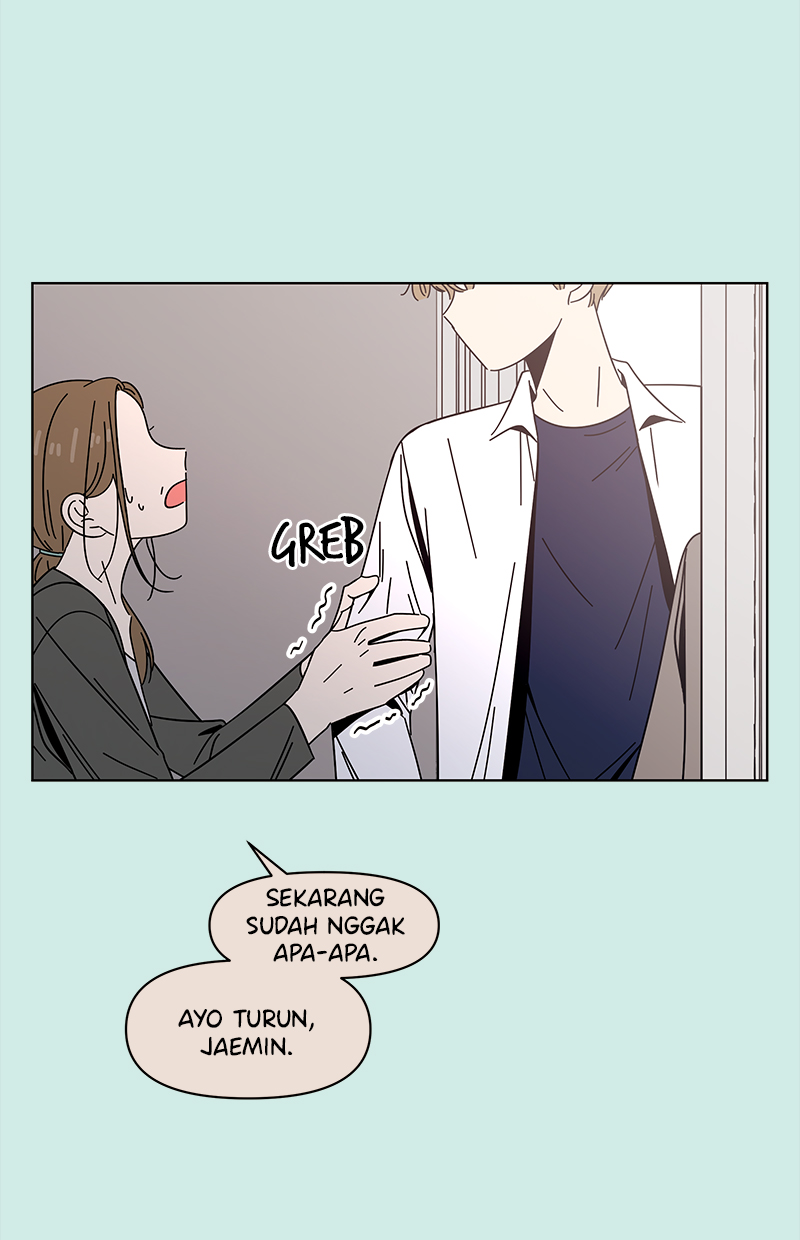 GREB
SEKARANG
SUDAH NGGAK
APA-APA.
AYO TURUN,
JAEMIN.